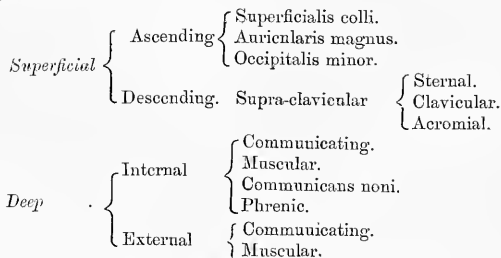 Superficialis colli.
Ascending Auricularis magnus.
Superficial Occipitalis minor.
Sternal.
Descending. Supra-clavicular Clavicular.
Acromial.
Communicating.
Internal Muscular.
Communicans noni.
Deep . Phrenic.
External Communicating.
Muscular.